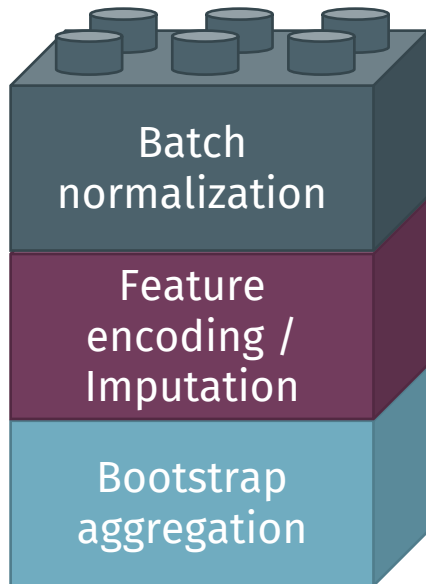 Batch
normalization
Feature
encoding /
Imputation
Bootstrap
aggregation